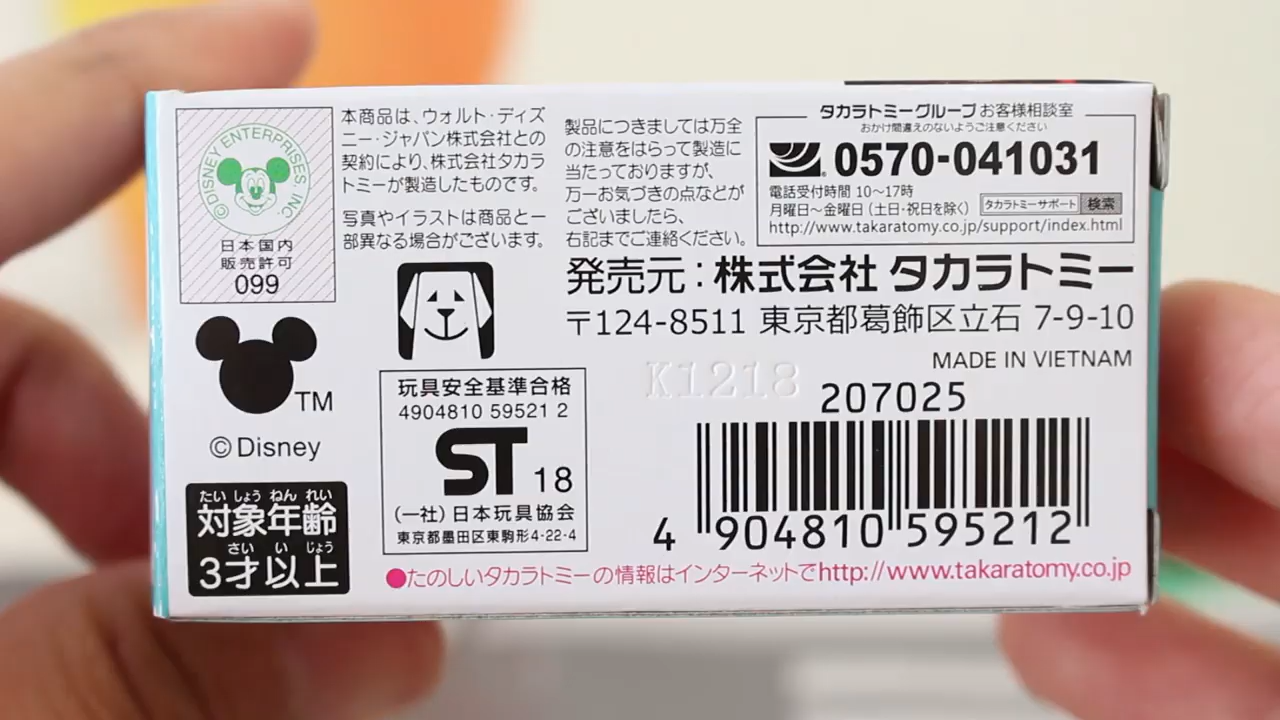 ©DISNEY ENTERPRISES, INC.
日本国内
販売許可
099
本商品は、ウォルト・ディズ
ニー・ジャパン株式会社との
契約により、株式会社タカラ
トミーが製造したものです。
写真やイラストは商品と一
部異なる場合がございます。
製品につきましては万全
の注意をはらって製造に
当たっておりますが、
万一お気づきの点などが
ございましたら、
右記までご連絡ください。
タカラトミーグループ お客様相談室
おかけ間違えのないようご注意ください
0570-041031
電話受付時間 10〜17時
月曜日〜金曜日(土日・祝日を除く)
タカラトミーサポート 検索
http://www.takaratomy.co.jp/support/index.html
発売元:株式会社 タカラトミー
〒124-8511 東京都葛飾区立石 7-9-10
MADE IN VIETNAM
K1218
207025
4 904810 595212
TM
©Disney
たい しょう ねん れい
対象年齢
さい い じょう
3才以上
玩具安全基準合格
4904810 59521 2
ST 18
(一社)日本玩具協会
東京都墨田区東駒形4-22-4
●たのしいタカラトミーの情報はインターネットでhttp://www.takaratomy.co.jp